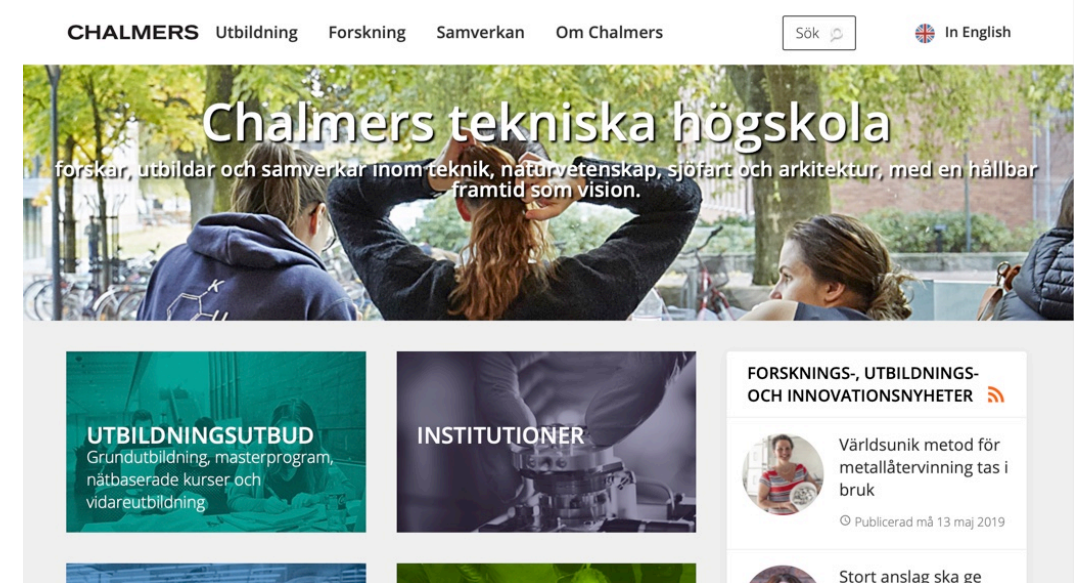 CHALMERS Utbildning Forskning Samverkan Om Chalmers Sök In English
Chalmers tekniska högskola
forskar, utbildar och samverkar inom teknik, naturvetenskap, sjöfart och arkitektur, med en hållbar
framtid som vision.
UTBILDNINGSUTBUD
Grundutbildning, masterprogram,
nätbaserade kurser och
vidareutbildning
INSTITUTIONER
FORSKNINGS-, UTBILDNINGS-
OCH INNOVATIONSNYHETER
Världsunik metod för
metallåtervinning tas i
bruk
Publicerad må 13 maj 2019
Stort anslag ska ge